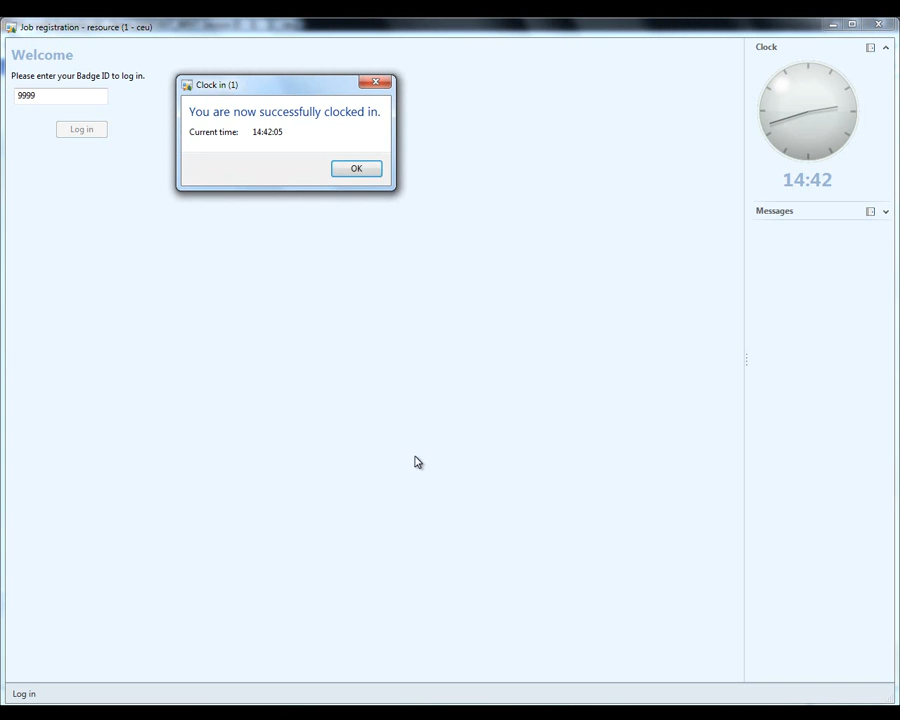 Job registration - resource (1 - ceu)
Welcome
Please enter your Badge ID to log in.
9999
Log in
Clock in (1)
You are now successfully clocked in.
Current time: 14:42:05
OK
Clock
14:42
Messages
Log in